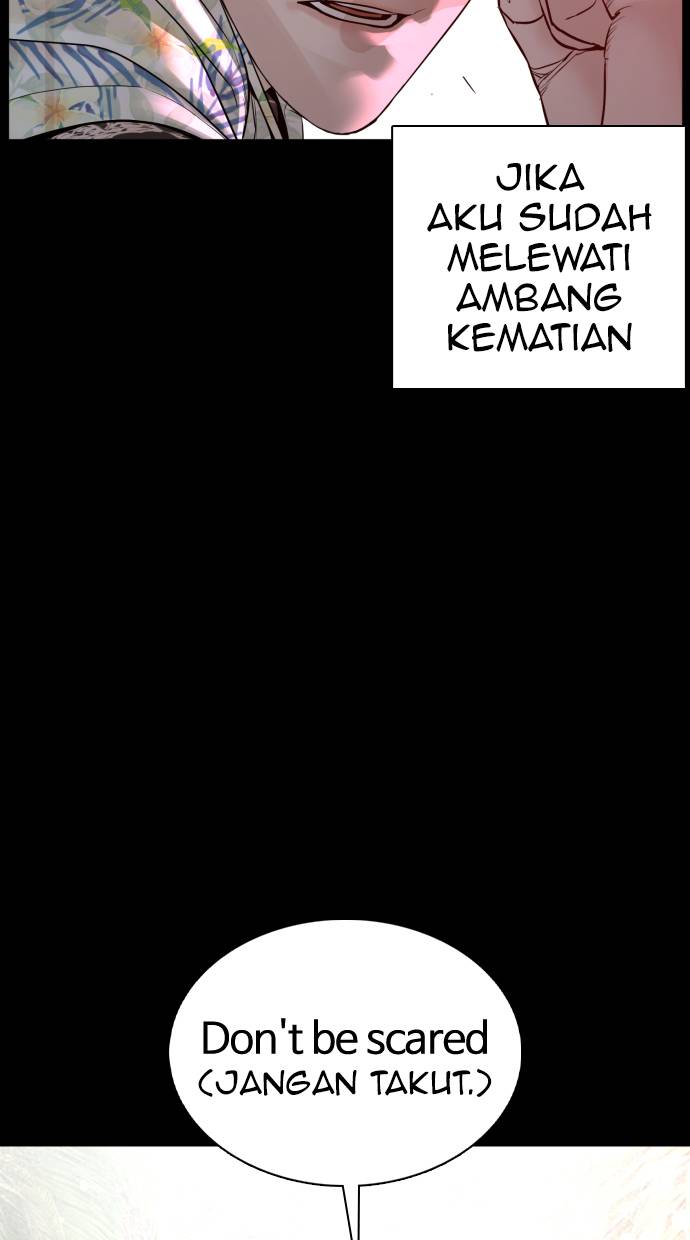 JIKA
AKU SUDAH
MELEWATI
AMBANG
KEMATIAN
Don't be scared
(JANGAN TAKUT.)